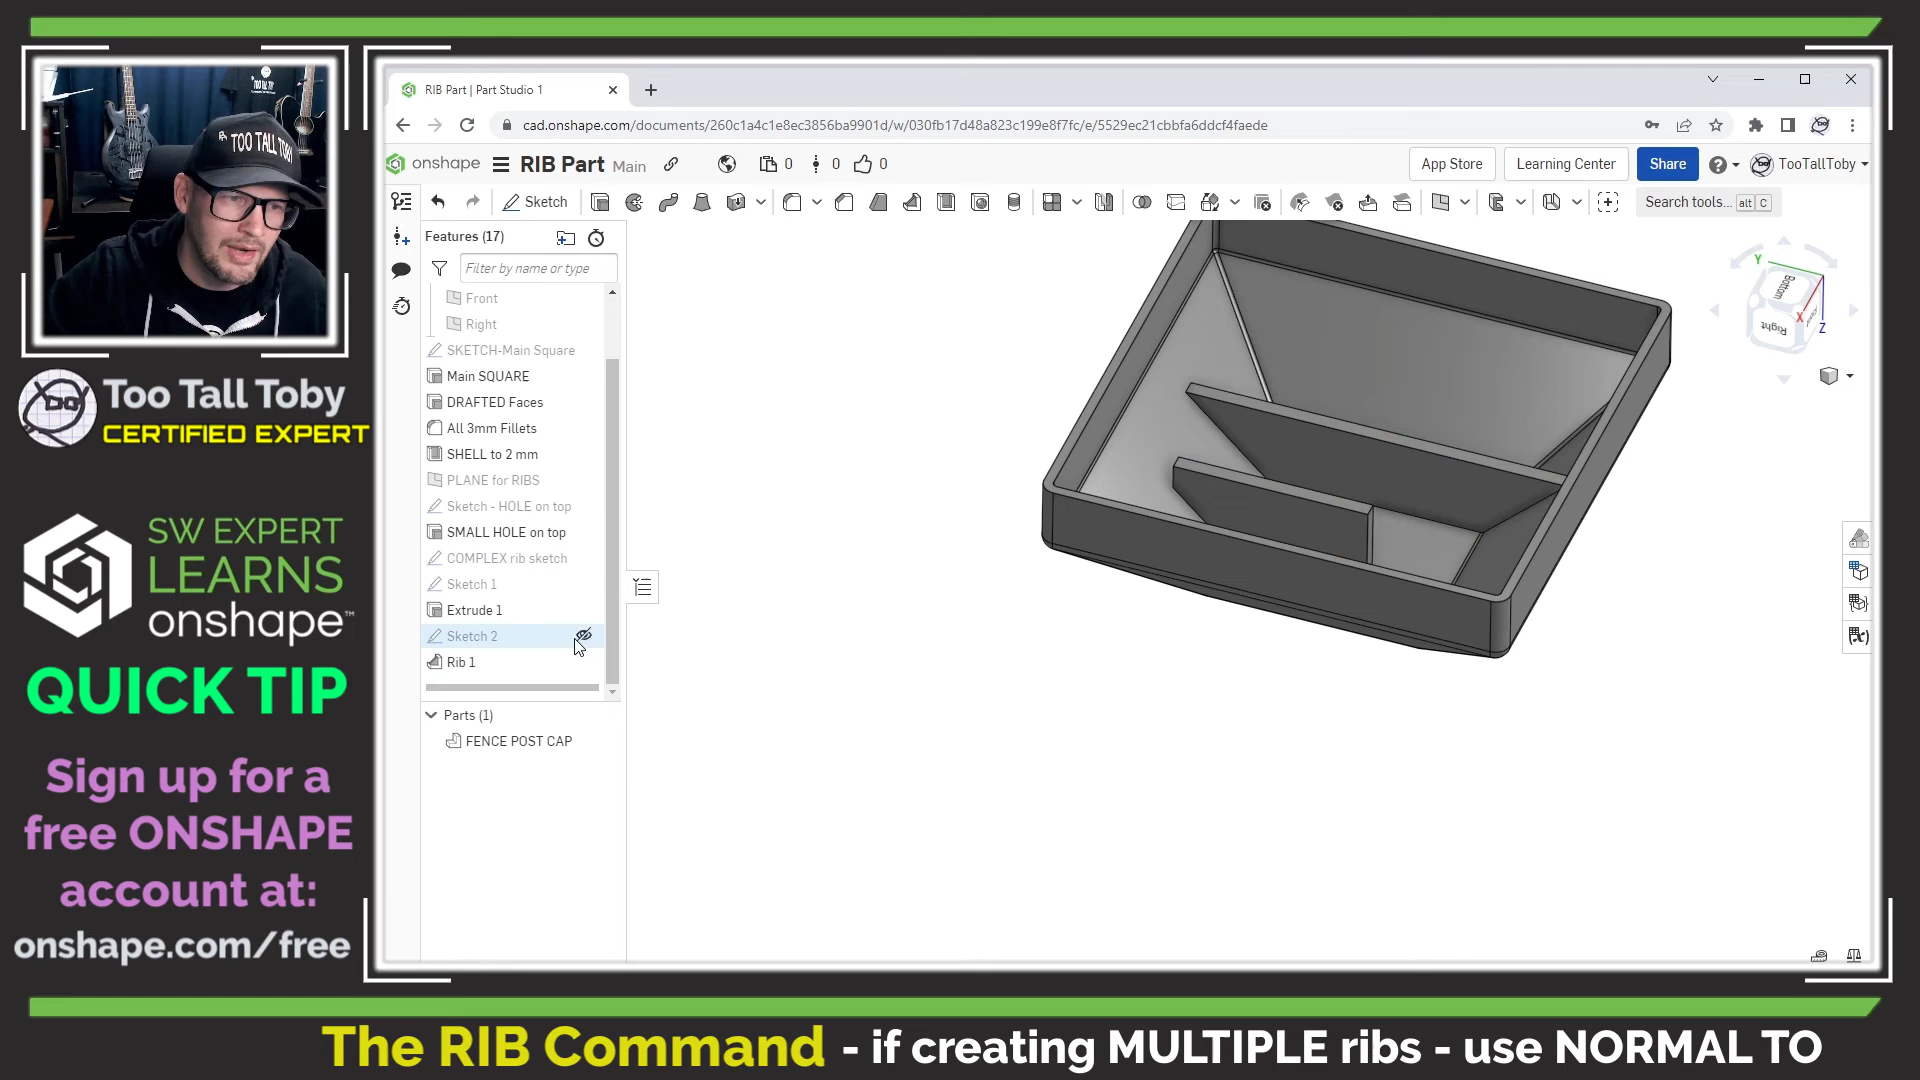 RIB Part | Part Studio 1
cad.onshape.com/documents/260c1a4c1e8ec3856ba9901d/w/030fb17d48a823c199e8f7fc/e/5529ec21cbbfa6ddcf4faede
onshape
RIB Part Main
0
0
0
App Store
Learning Center
Share
TooTallToby
Sketch
Search tools... alt C
Features (17)
Filter by name or type
Front
Right
SKETCH-Main Square
Main SQUARE
DRAFTED Faces
All 3mm Fillets
SHELL to 2 mm
PLANE for RIBS
Sketch - HOLE on top
SMALL HOLE on top
COMPLEX rib sketch
Sketch 1
Extrude 1
Sketch 2
Rib 1
Parts (1)
FENCE POST CAP
Y
Bottom
Right
X
Z
TOO TALL TOBY
Too Tall Toby
CERTIFIED EXPERT
SW EXPERT
LEARNS
onshape™
QUICK TIP
Sign up for a
free ONSHAPE
account at:
onshape.com/free
The RIB Command - if creating MULTIPLE ribs - use NORMAL TO